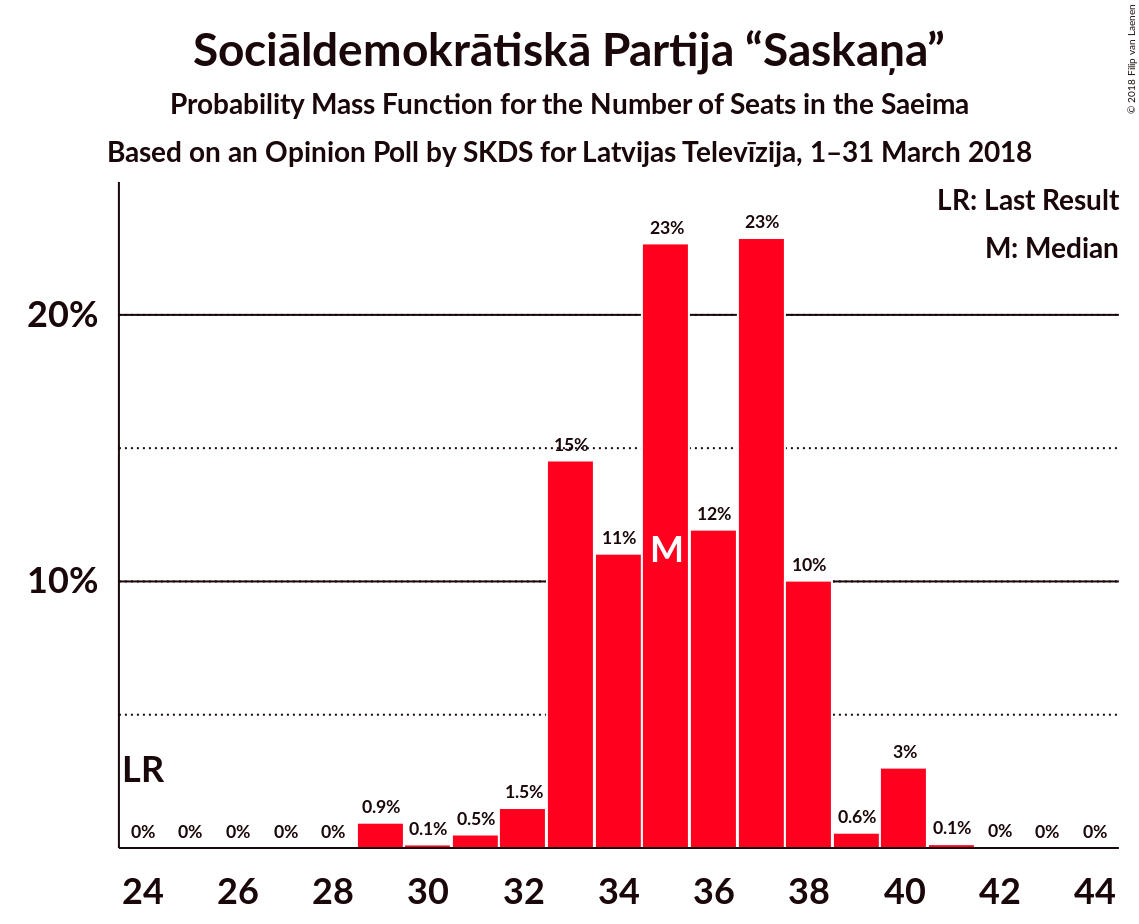 Sociāldemokrātiskā Partija “Saskaņa”
Probability Mass Function for the Number of Seats in the Saeima
Based on an Opinion Poll by SKDS for Latvijas Televīzija, 1–31 March 2018
© 2018 Filip van Laenen
LR: Last Result
M: Median
23%
23%
20%
15%
12%
11%
M
10%
10%
LR
3%
0% 0% 0% 0% 0% 0.9% 0.1% 0.5% 1.5% 0.6% 0.1% 0% 0% 0%
24 26 28 30 32 34 36 38 40 42 44